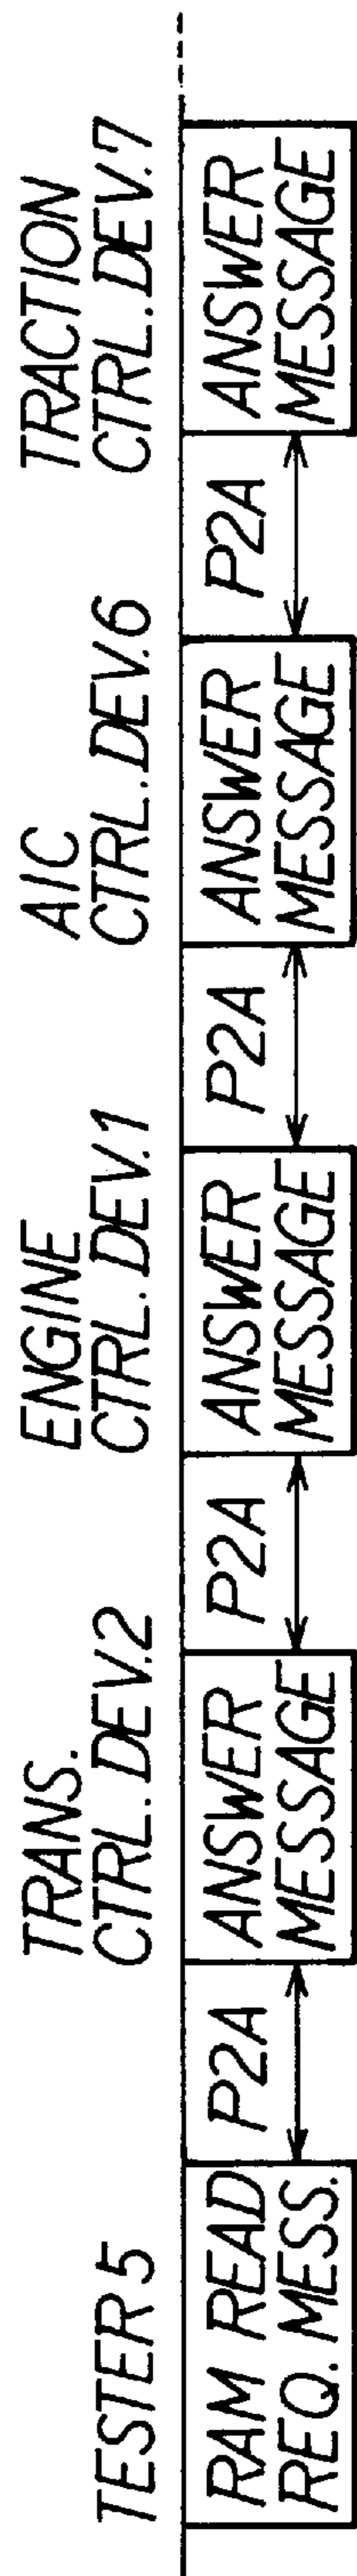 TESTER 5
RAM READ
REQ. MESS.
P2A
TRANS.
CTRL. DEV.2
ANSWER
MESSAGE
P2A
ENGINE
CTRL. DEV.1
ANSWER
MESSAGE
P2A
AIC
CTRL. DEV.6
ANSWER
MESSAGE
P2A
TRACTION
CTRL. DEV.7
ANSWER
MESSAGE